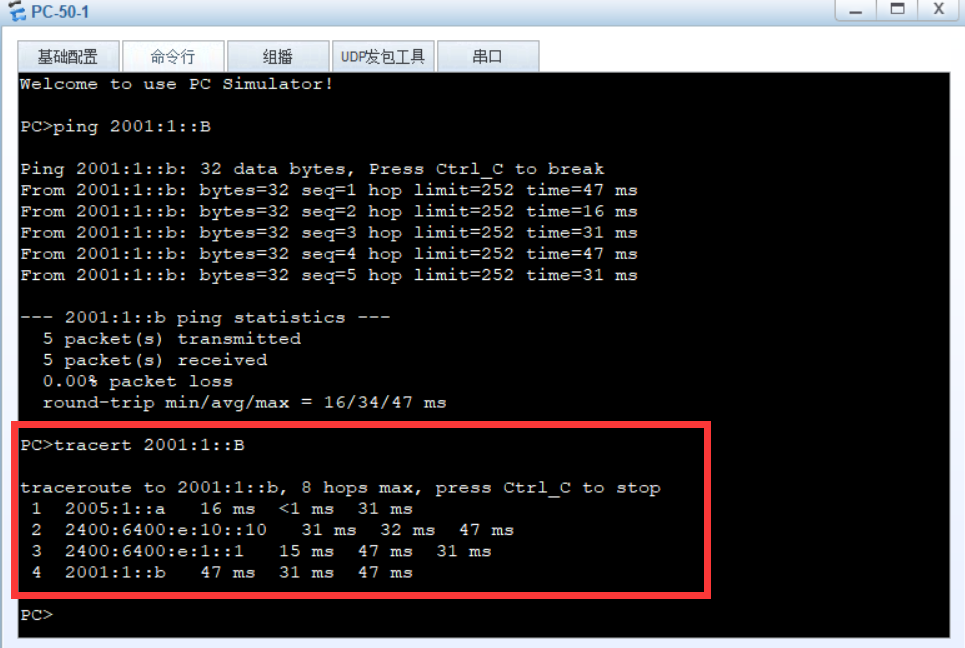 PC-50-1
基础配置 命令行 组播 UDP发包工具 串口
Welcome to use PC Simulator!
PC>ping 2001:1::B
Ping 2001:1::b: 32 data bytes, Press Ctrl_C to break
From 2001:1::b: bytes=32 seq=1 hop limit=252 time=47 ms
From 2001:1::b: bytes=32 seq=2 hop limit=252 time=16 ms
From 2001:1::b: bytes=32 seq=3 hop limit=252 time=31 ms
From 2001:1::b: bytes=32 seq=4 hop limit=252 time=47 ms
From 2001:1::b: bytes=32 seq=5 hop limit=252 time=31 ms
--- 2001:1::b ping statistics ---
5 packet(s) transmitted
5 packet(s) received
0.00% packet loss
round-trip min/avg/max = 16/34/47 ms
PC>tracert 2001:1::B
traceroute to 2001:1::b, 8 hops max, press Ctrl_C to stop
1 2005:1::a 16 ms <1 ms 31 ms
2 2400:6400:e:10::10 31 ms 32 ms 47 ms
3 2400:6400:e:1::1 15 ms 47 ms 31 ms
4 2001:1::b 47 ms 31 ms 47 ms
PC>